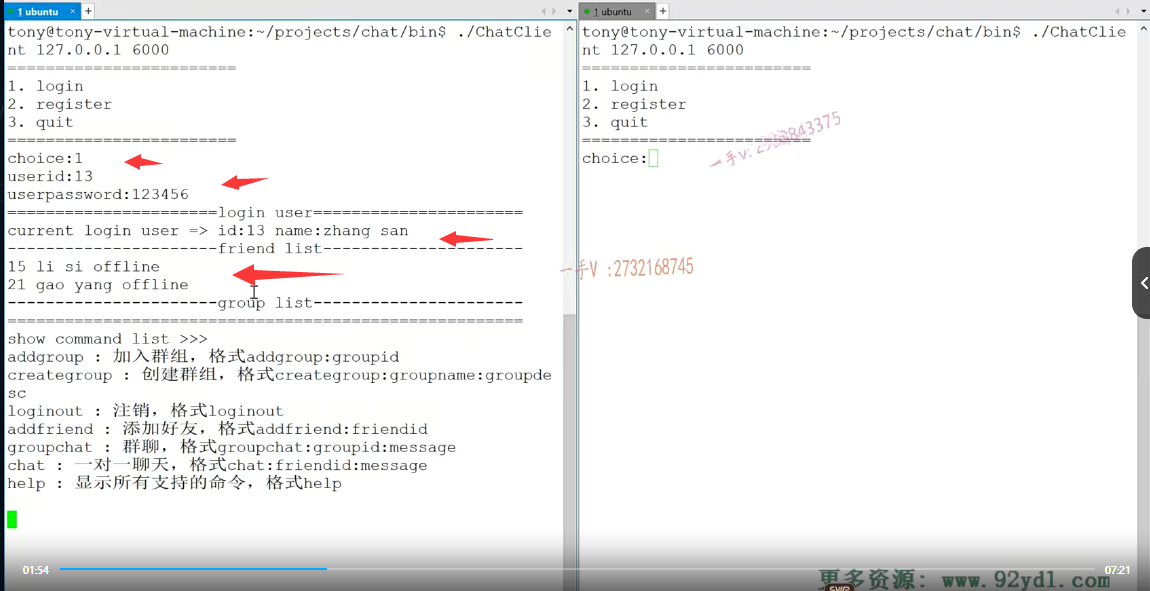 1 ubuntu × +
tony@tony-virtual-machine:~/projects/chat/bin$ ./ChatClie
nt 127.0.0.1 6000
========================
1. login
2. register
3. quit
========================
choice:1
userid:13
userpassword:123456
======================login user======================
current login user => id:13 name:zhang san
----------------------friend list---------------------
15 li si offline
21 gao yang offline
----------------------group list----------------------
======================================================
show command list >>>
addgroup : 加入群组，格式addgroup:groupid
creategroup : 创建群组，格式creategroup:groupname:groupde
sc
loginout : 注销，格式loginout
addfriend : 添加好友，格式addfriend:friendid
groupchat : 群聊，格式groupchat:groupid:message
chat : 一对一聊天，格式chat:friendid:message
help : 显示所有支持的命令，格式help
1 ubuntu × +
tony@tony-virtual-machine:~/projects/chat/bin$ ./ChatClie
nt 127.0.0.1 6000
========================
1. login
2. register
3. quit
========================
choice:
一手V:
一手V :2732168745
01:54
07:21
更多资源: www.92ydl.com
SVIP